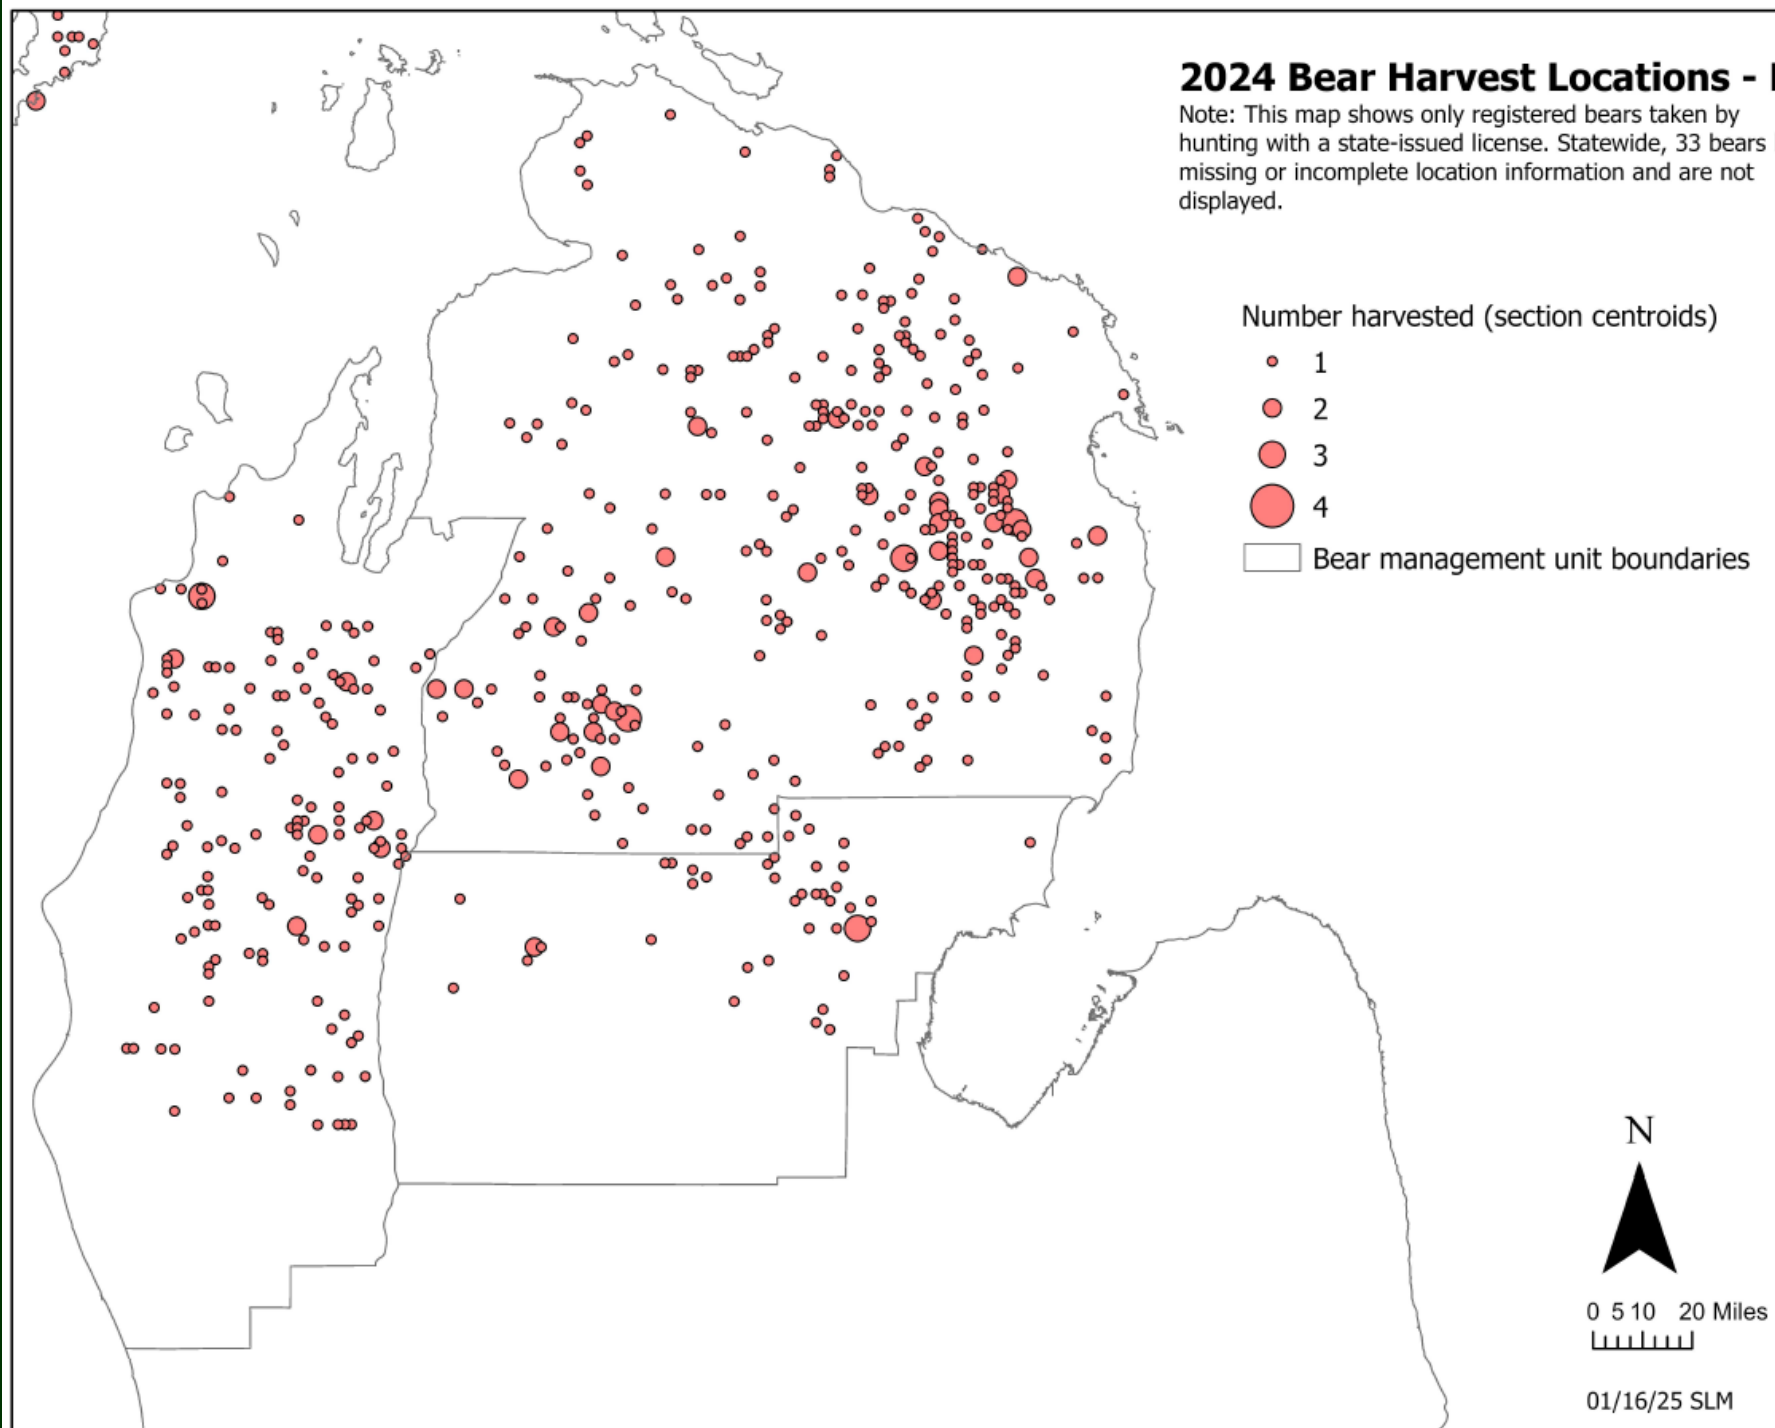 2024 Bear Harvest Locations -
Note: This map shows only registered bears taken by
hunting with a state-issued license. Statewide, 33 bears
missing or incomplete location information and are not
displayed.
Number harvested (section centroids)
1
2
3
4
Bear management unit boundaries
N
0 5 10 20 Miles
01/16/25 SLM